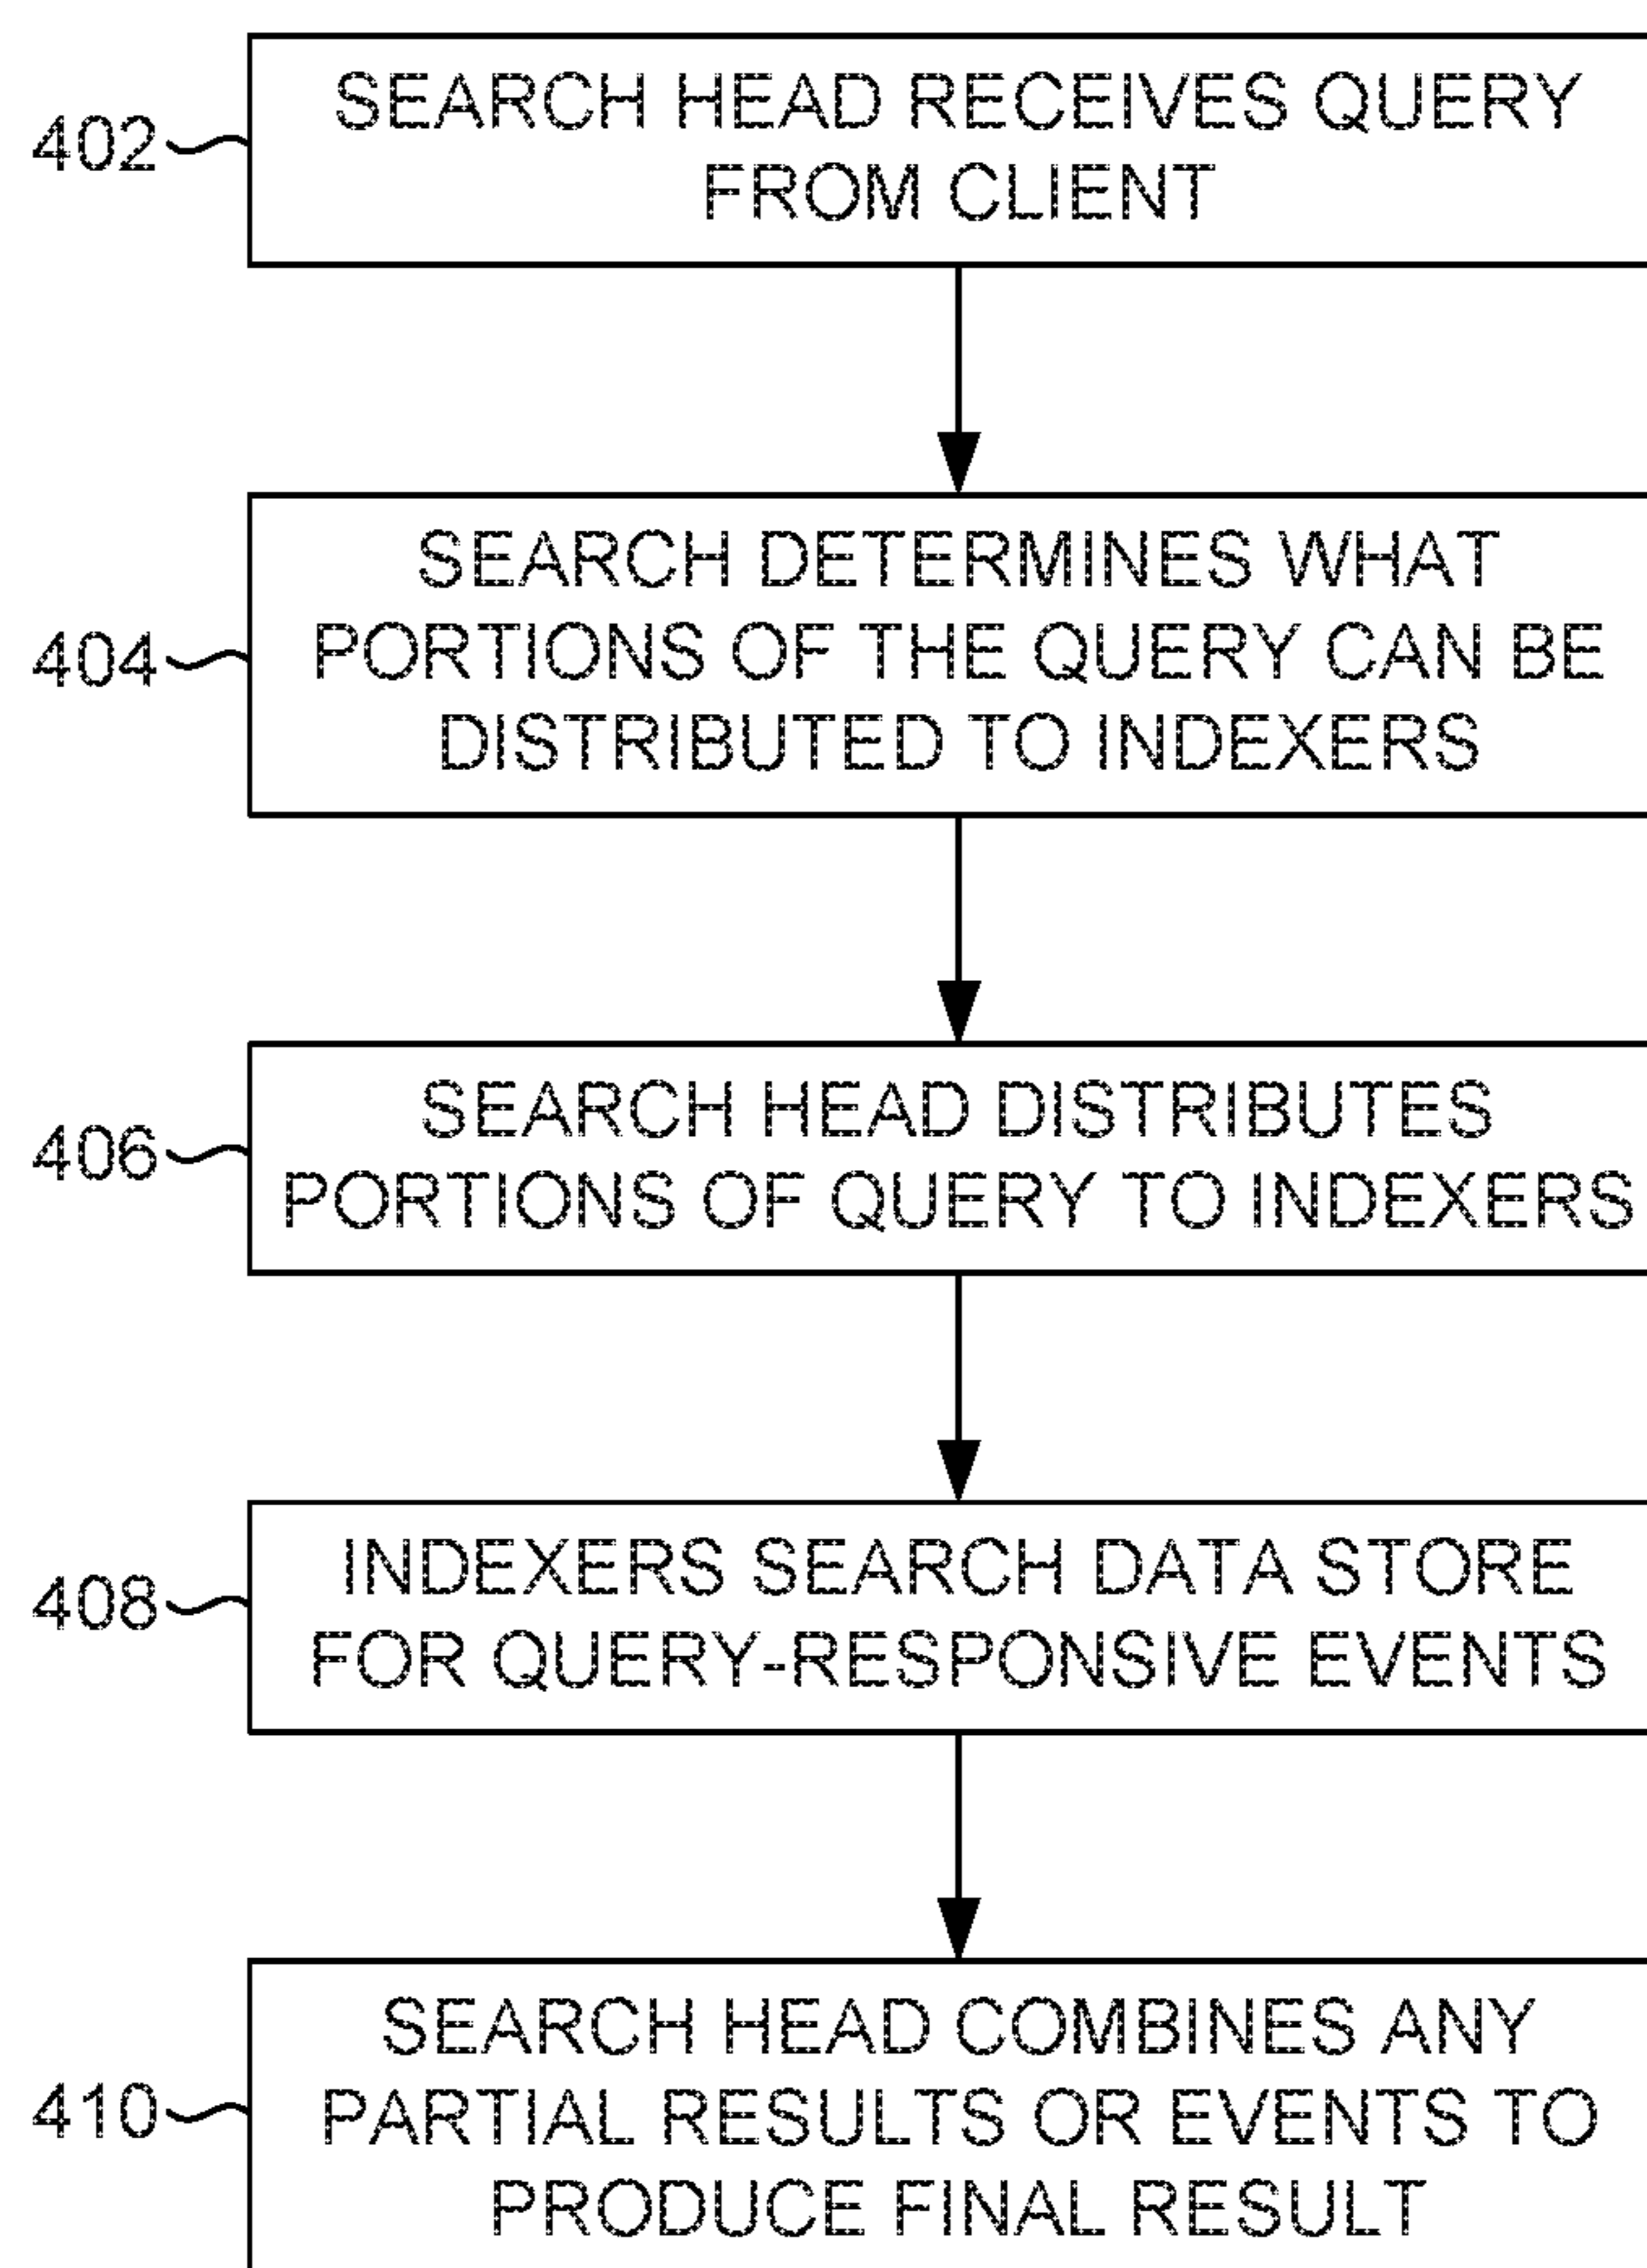 SEARCH HEAD RECEIVES QUERY
FROM CLIENT
402
SEARCH DETERMINES WHAT
PORTIONS OF THE QUERY CAN BE
DISTRIBUTED TO INDEXERS
404
SEARCH HEAD DISTRIBUTES
PORTIONS OF QUERY TO INDEXERS
406
INDEXERS SEARCH DATA STORE
FOR QUERY-RESPONSIVE EVENTS
408
SEARCH HEAD COMBINES ANY
PARTIAL RESULTS OR EVENTS TO
PRODUCE FINAL RESULT
410